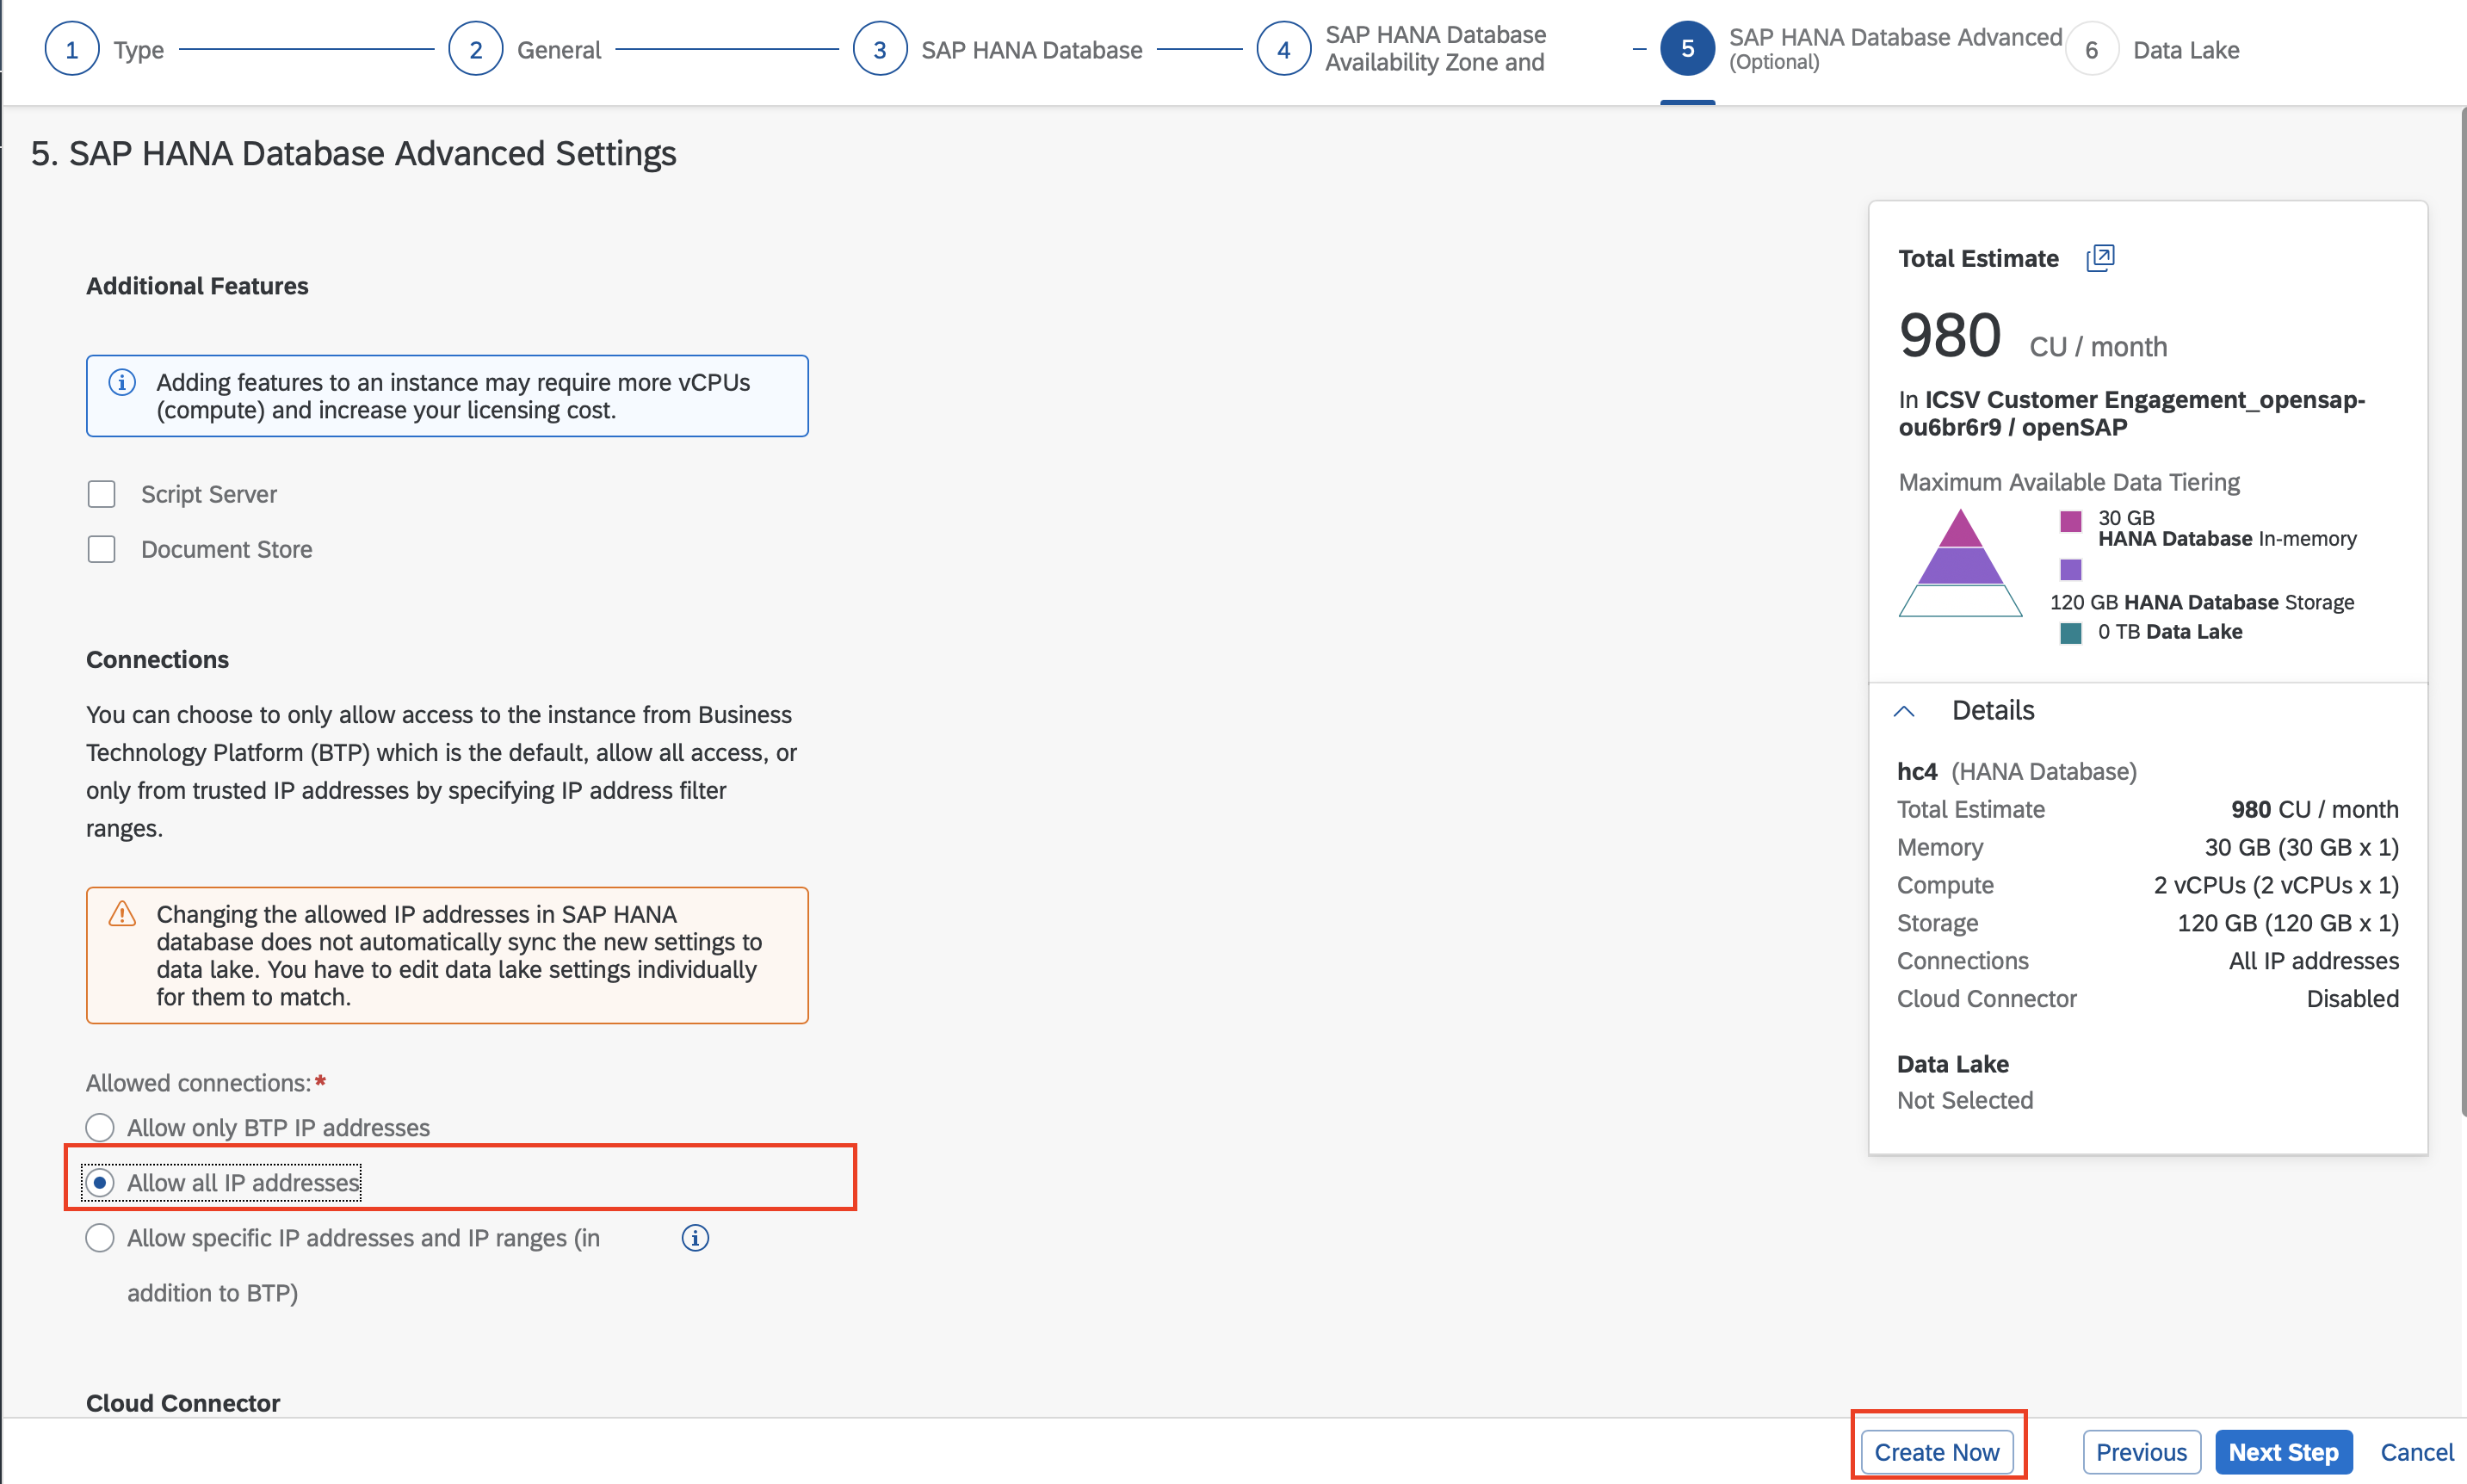 1 Type
2 General
3 SAP HANA Database
4 SAP HANA Database
Availability Zone and
5 SAP HANA Database Advanced
(Optional)
6 Data Lake
5. SAP HANA Database Advanced Settings
Additional Features
Adding features to an instance may require more vCPUs
(compute) and increase your licensing cost.
Script Server
Document Store
Connections
You can choose to only allow access to the instance from Business
Technology Platform (BTP) which is the default, allow all access, or
only from trusted IP addresses by specifying IP address filter
ranges.
Changing the allowed IP addresses in SAP HANA
database does not automatically sync the new settings to
data lake. You have to edit data lake settings individually
for them to match.
Allowed connections:*
Allow only BTP IP addresses
Allow all IP addresses
Allow specific IP addresses and IP ranges (in
addition to BTP)
Cloud Connector
Total Estimate
980 CU / month
In ICSV Customer Engagement_opensap-
ou6br6r9 / openSAP
Maximum Available Data Tiering
30 GB
HANA Database In-memory
120 GB HANA Database Storage
0 TB Data Lake
Details
hc4 (HANA Database)
Total Estimate 980 CU / month
Memory 30 GB (30 GB x 1)
Compute 2 vCPUs (2 vCPUs x 1)
Storage 120 GB (120 GB x 1)
Connections All IP addresses
Cloud Connector Disabled
Data Lake
Not Selected
Create Now Previous Next Step Cancel